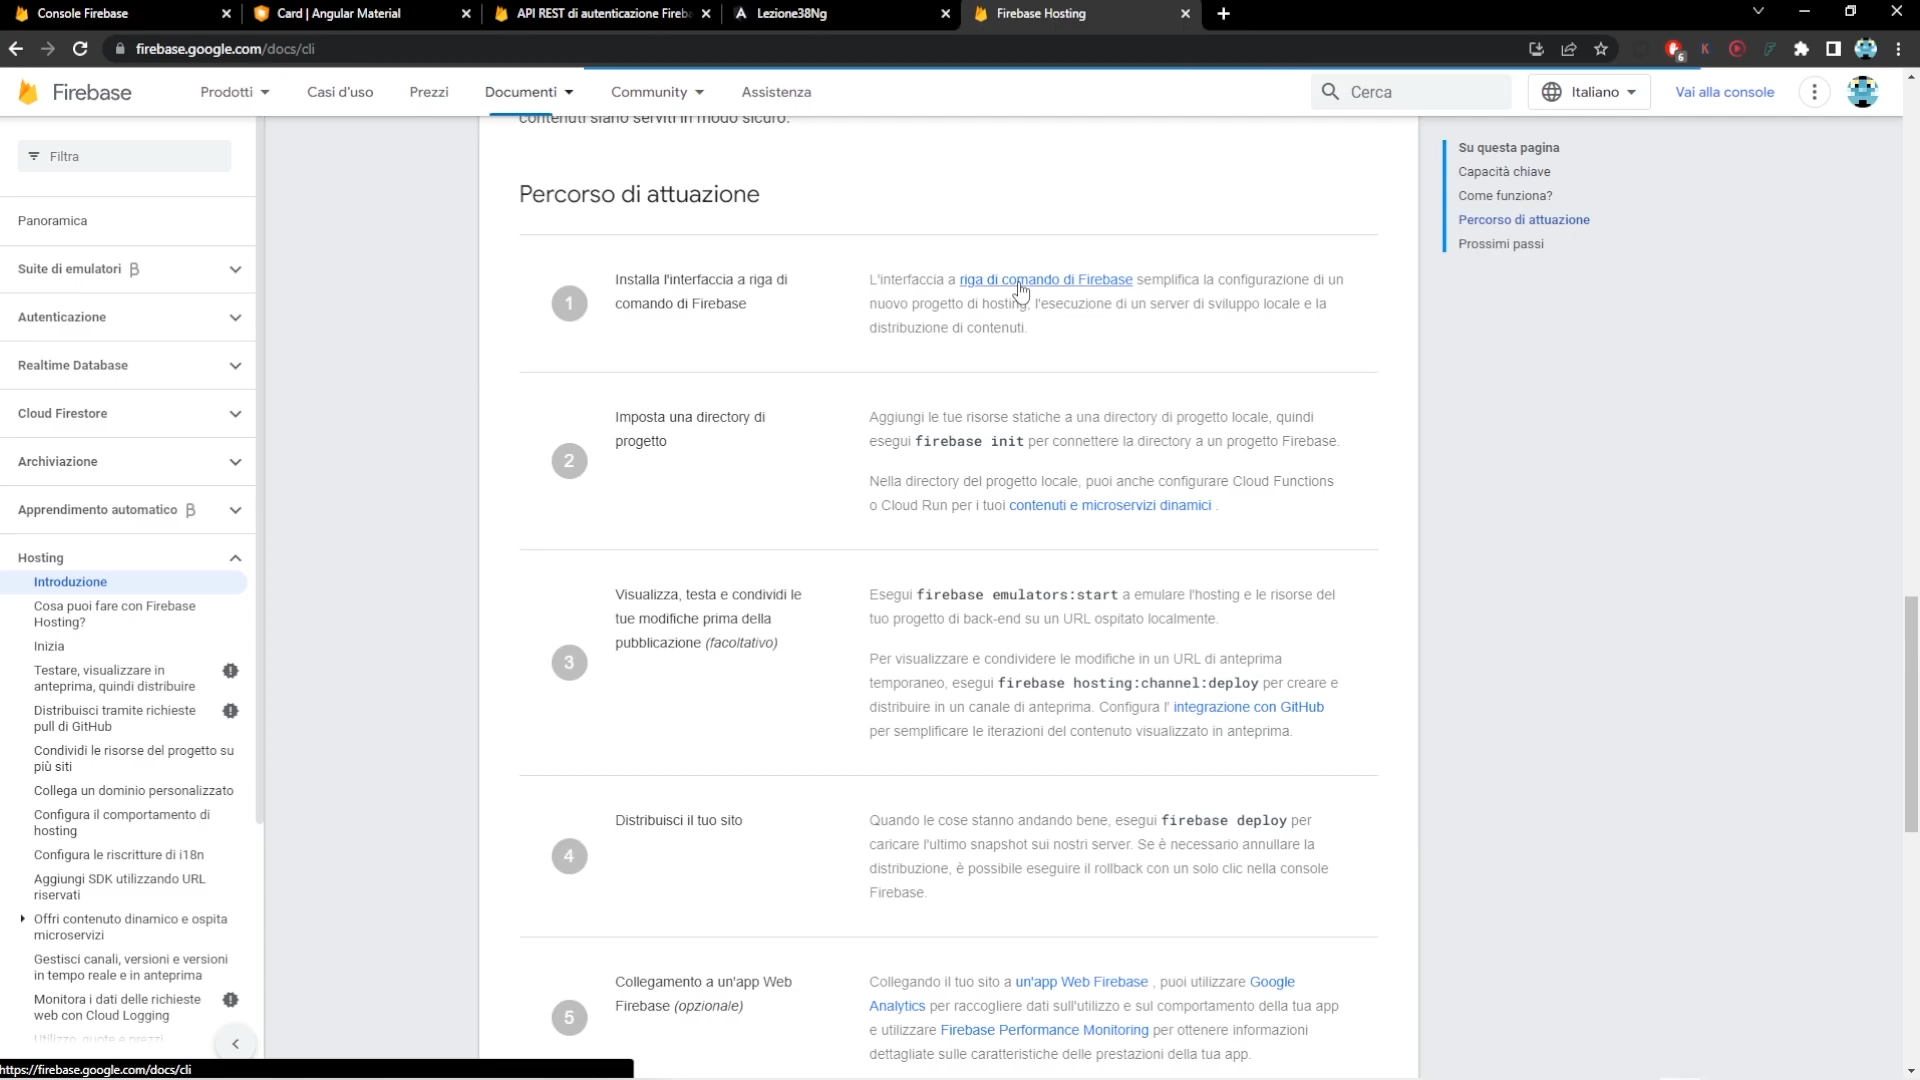 Console Firebase
Card | Angular Material
API REST di autenticazione Fireb
Lezione38Ng
Firebase Hosting
firebase.google.com/docs/cli
6
Firebase
Prodotti
Casi d'uso
Prezzi
Documenti
Community
Assistenza
Cerca
Italiano
Vai alla console
Filtra
Panoramica
Suite di emulatori β
Autenticazione
Realtime Database
Cloud Firestore
Archiviazione
Apprendimento automatico β
Hosting
Introduzione
Cosa puoi fare con Firebase
Hosting?
Inizia
Testare, visualizzare in
anteprima, quindi distribuire
Distribuisci tramite richieste
pull di GitHub
Condividi le risorse del progetto su
più siti
Collega un dominio personalizzato
Configura il comportamento di
hosting
Configura le riscritture di i18n
Aggiungi SDK utilizzando URL
riservati
Offri contenuto dinamico e ospita
microservizi
Gestisci canali, versioni e versioni
in tempo reale e in anteprima
Monitora i dati delle richieste
web con Cloud Logging
Utilizzo, quote e prezzi
https://firebase.google.com/docs/cli
contenuti siano serviti in modo sicuro.
Percorso di attuazione
1
Installa l'interfaccia a riga di
comando di Firebase
L'interfaccia a riga di comando di Firebase semplifica la configurazione di un
nuovo progetto di hosting, l'esecuzione di un server di sviluppo locale e la
distribuzione di contenuti.
2
Imposta una directory di
progetto
Aggiungi le tue risorse statiche a una directory di progetto locale, quindi
esegui firebase init per connettere la directory a un progetto Firebase.
Nella directory del progetto locale, puoi anche configurare Cloud Functions
o Cloud Run per i tuoi contenuti e microservizi dinamici .
3
Visualizza, testa e condividi le
tue modifiche prima della
pubblicazione (facoltativo)
Esegui firebase emulators:start a emulare l'hosting e le risorse del
tuo progetto di back-end su un URL ospitato localmente.
Per visualizzare e condividere le modifiche in un URL di anteprima
temporaneo, esegui firebase hosting:channel:deploy per creare e
distribuire in un canale di anteprima. Configura l' integrazione con GitHub
per semplificare le iterazioni del contenuto visualizzato in anteprima.
4
Distribuisci il tuo sito
Quando le cose stanno andando bene, esegui firebase deploy per
caricare l'ultimo snapshot sui nostri server. Se è necessario annullare la
distribuzione, è possibile eseguire il rollback con un solo clic nella console
Firebase.
5
Collegamento a un'app Web
Firebase (opzionale)
Collegando il tuo sito a un'app Web Firebase , puoi utilizzare Google
Analytics per raccogliere dati sull'utilizzo e sul comportamento della tua app
e utilizzare Firebase Performance Monitoring per ottenere informazioni
dettagliate sulle caratteristiche delle prestazioni della tua app.
Su questa pagina
Capacità chiave
Come funziona?
Percorso di attuazione
Prossimi passi